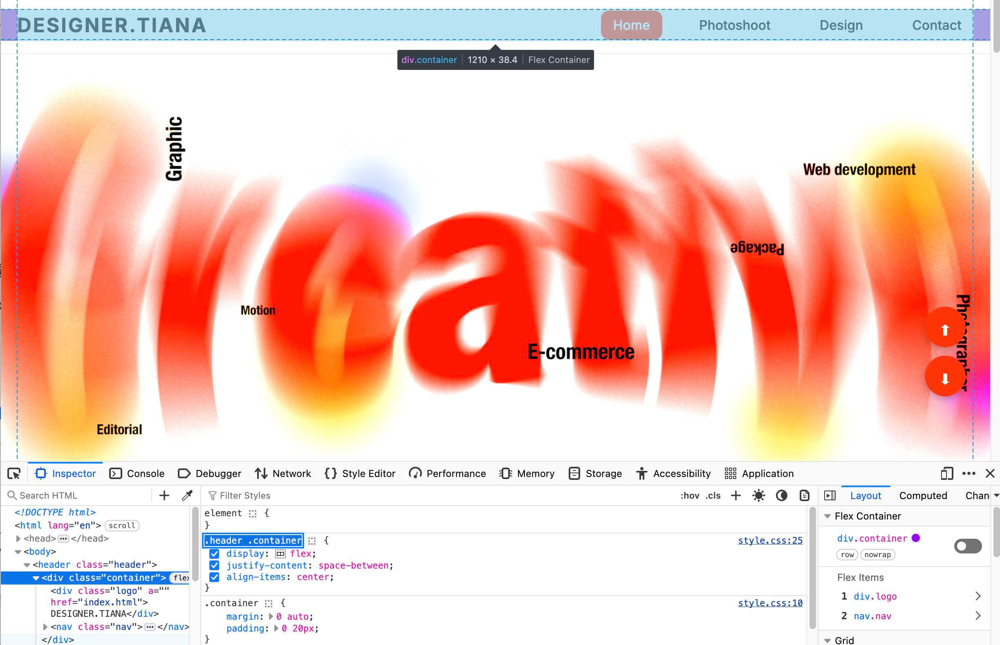 DESIGNER.TIANA
Home Photoshoot Design Contact
div.container 1210 × 38.4 Flex Container
Graphic
Web development
Package
Motion
Photographer
E-commerce
Editorial
Inspector Console Debugger Network Style Editor Performance Memory Storage Accessibility Application
Search HTML
<!DOCTYPE html>
<html lang="en"> scroll
<head> </head>
<body>
<header class="header">
<div class="container"> flex
<div class="logo" a=""
href="index.html">
DESIGNER.TIANA</div>
<nav class="nav"> </nav>
</div>
Filter Styles :hov .cls
element {
}
.header .container { style.css:25
display: flex;
justify-content: space-between;
align-items: center;
}
.container { style.css:10
margin: 0 auto;
padding: 0 20px;
}
Layout Computed Chan
Flex Container
div.container
row nowrap
Flex Items
1 div.logo
2 nav.nav
Grid